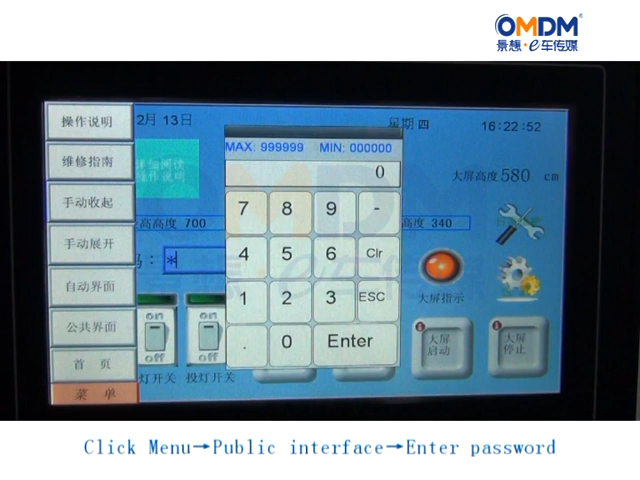 OMDM®
景想·e车传媒
操作说明
2月 13日
星期 四
16:22:52
维修指南
MAX: 999999 MIN: 000000
0
大屏高度 580 cm
手动收起
高高度 700
7 8 9 -
高度 340
手动展开
4 5 6 Clr
码: *
自动界面
1 2 3 ESC
大屏指示
公共界面
on
on
off
off
. 0 Enter
大屏
启动
大屏
停止
首 页
灯开关
投灯开关
菜 单
Click Menu→Public interface→Enter password